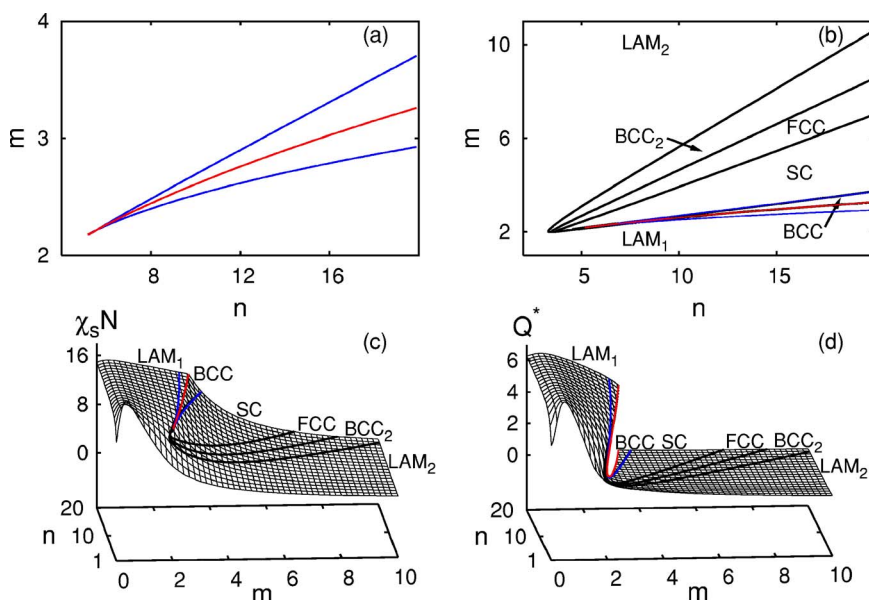 4
(a)
3
m
2
8
12
16
n
10
(b)
LAM2
BCC2
FCC
6
m
SC
2
LAM1
BCC
5
10
15
n
χsN
(c)
16
LAM1
BCC
8
SC
FCC
BCC2
0
LAM2
20
n
10
1
0
2
4
6
8
10
m
Q*
(d)
6
LAM1
4
2
BCC SC
FCC
BCC2
0
LAM2
20
n
10
1
0
2
4
6
8
10
m